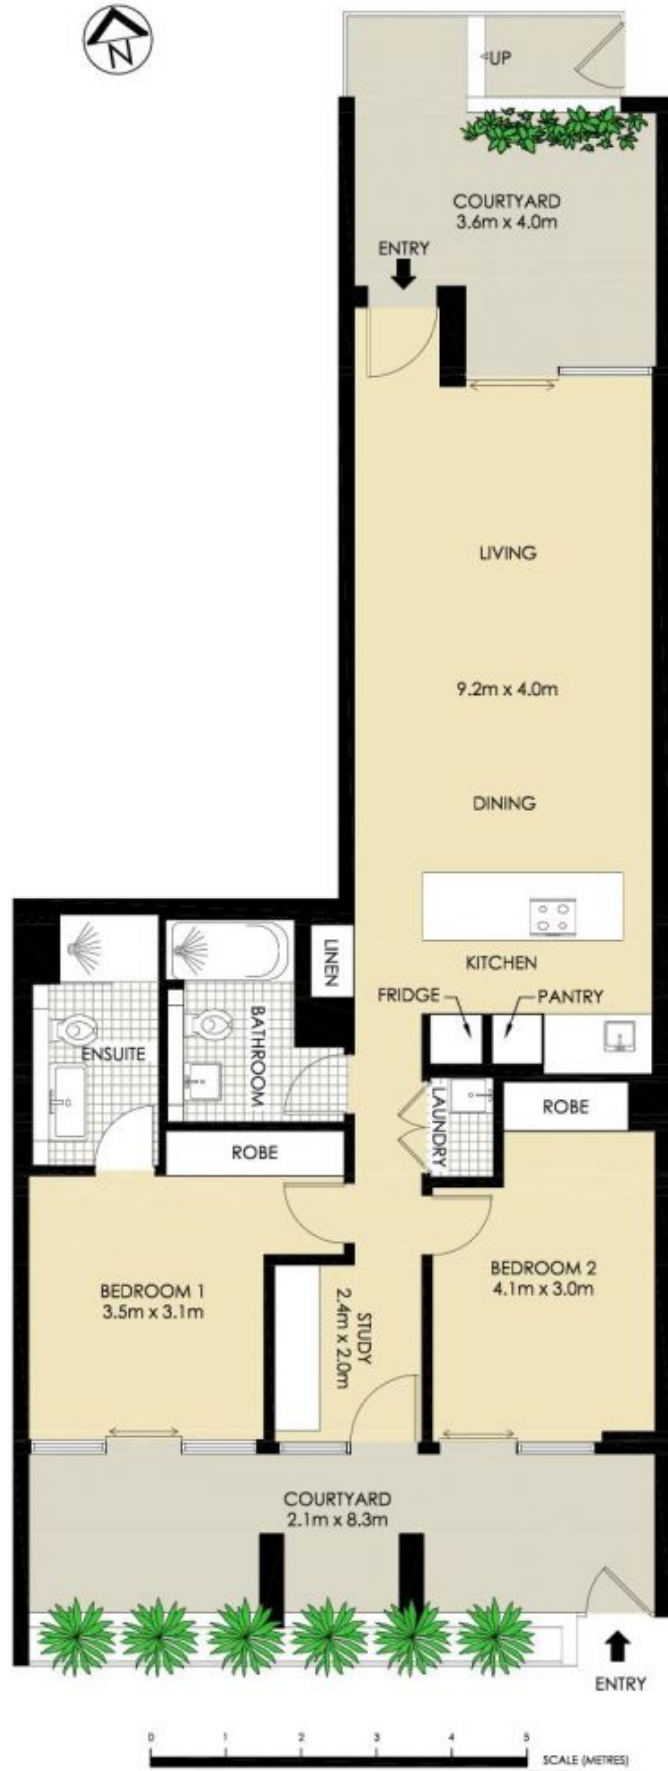 N
UP
COURTYARD
3.6m x 4.0m
ENTRY
LIVING
9.2m x 4.0m
DINING
KITCHEN
LINEN
FRIDGE
PANTRY
BATHROOM
ENSUITE
LAUNDRY
ROBE
ROBE
BEDROOM 1
3.5m x 3.1m
STUDY
2.4m x 2.0m
BEDROOM 2
4.1m x 3.0m
COURTYARD
2.1m x 8.3m
ENTRY
0 1 2 3 4 5
SCALE (METRES)